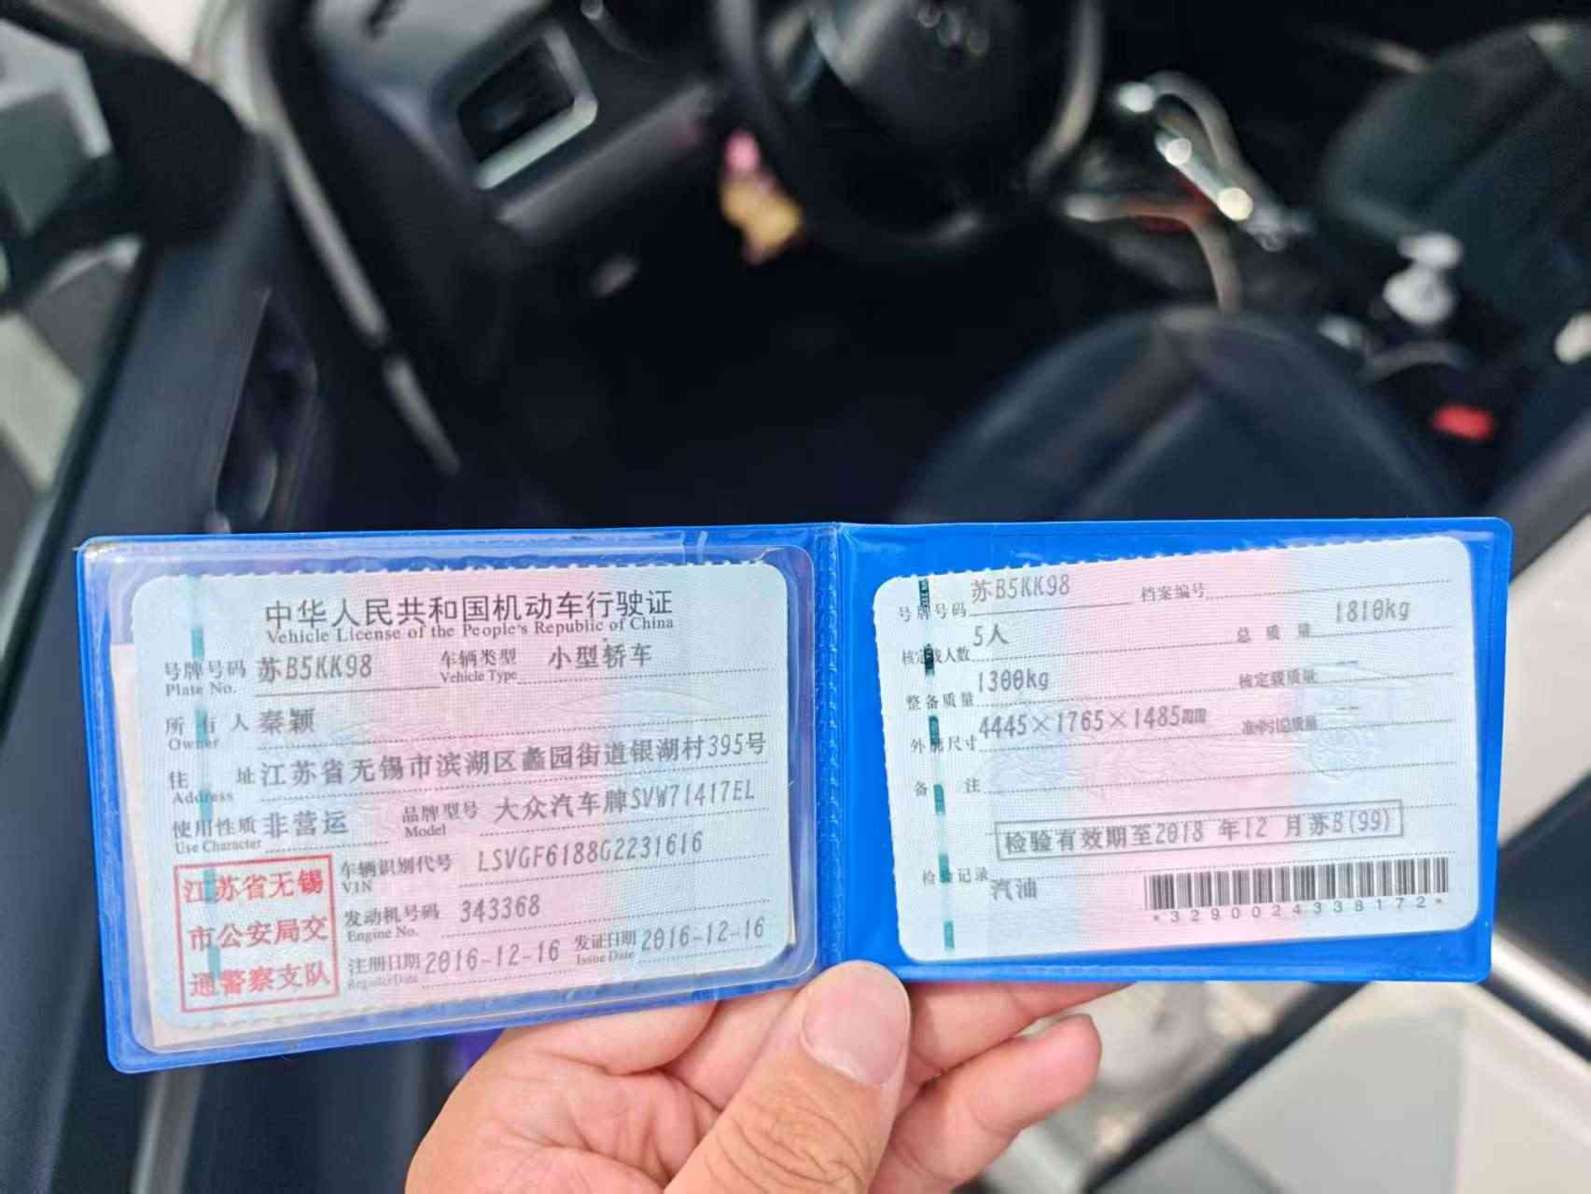 中华人民共和国机动车行驶证
Vehicle License of the People's Republic of China
号牌号码 苏B5KK98 车辆类型 小型轿车
Plate No. Vehicle Type
所有人 秦颖
Owner
住址 江苏省无锡市滨湖区蠡园街道银湖村395号
Address
使用性质 非营运 品牌型号 大众汽车牌SVW71417EL
Use Character Model
江苏省无锡
市公安局交
通警察支队
车辆识别代号 LSVGF6188G2231616
VIN
发动机号码 343368
Engine No.
注册日期 2016-12-16 发证日期 2016-12-16
Register Date Issue Date
号牌号码 苏B5KK98 档案编号
核定载人数 5人 总质量 1810kg
整备质量 1300kg 核定载质量 --
外廓尺寸 4445×1765×1485mm 准牵引总质量 --
备注
检验有效期至2018 年12 月苏B(99)
检验记录 汽油
*3290024338172*